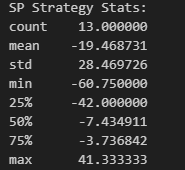 SP Strategy Stats:
count    13.000000
mean    -19.468731
std      28.469726
min     -60.750000
25%     -42.000000
50%      -7.434911
75%      -3.736842
max      41.333333